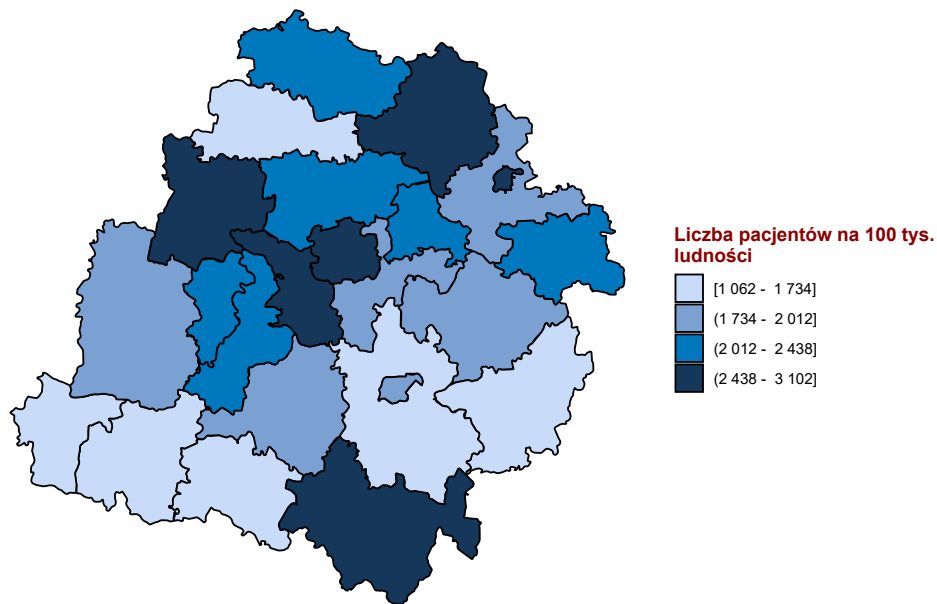 Liczba pacjentów na 100 tys.
ludności
[1 062 - 1 734]
(1 734 - 2 012]
(2 012 - 2 438]
(2 438 - 3 102]